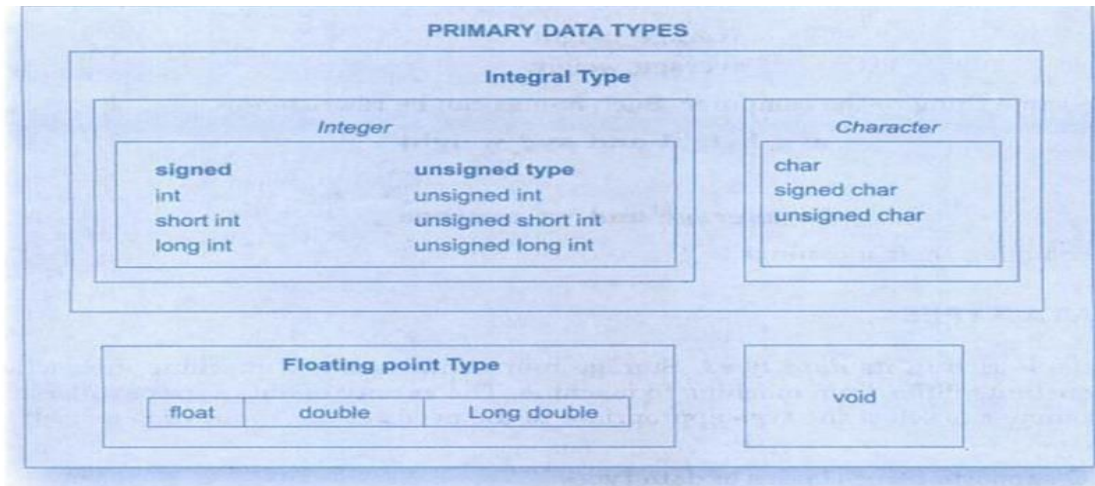 PRIMARY DATA TYPES
Integral Type
Integer
signed unsigned type
int unsigned int
short int unsigned short int
long int unsigned long int
Character
char
signed char
unsigned char
Floating point Type
float double Long double
void